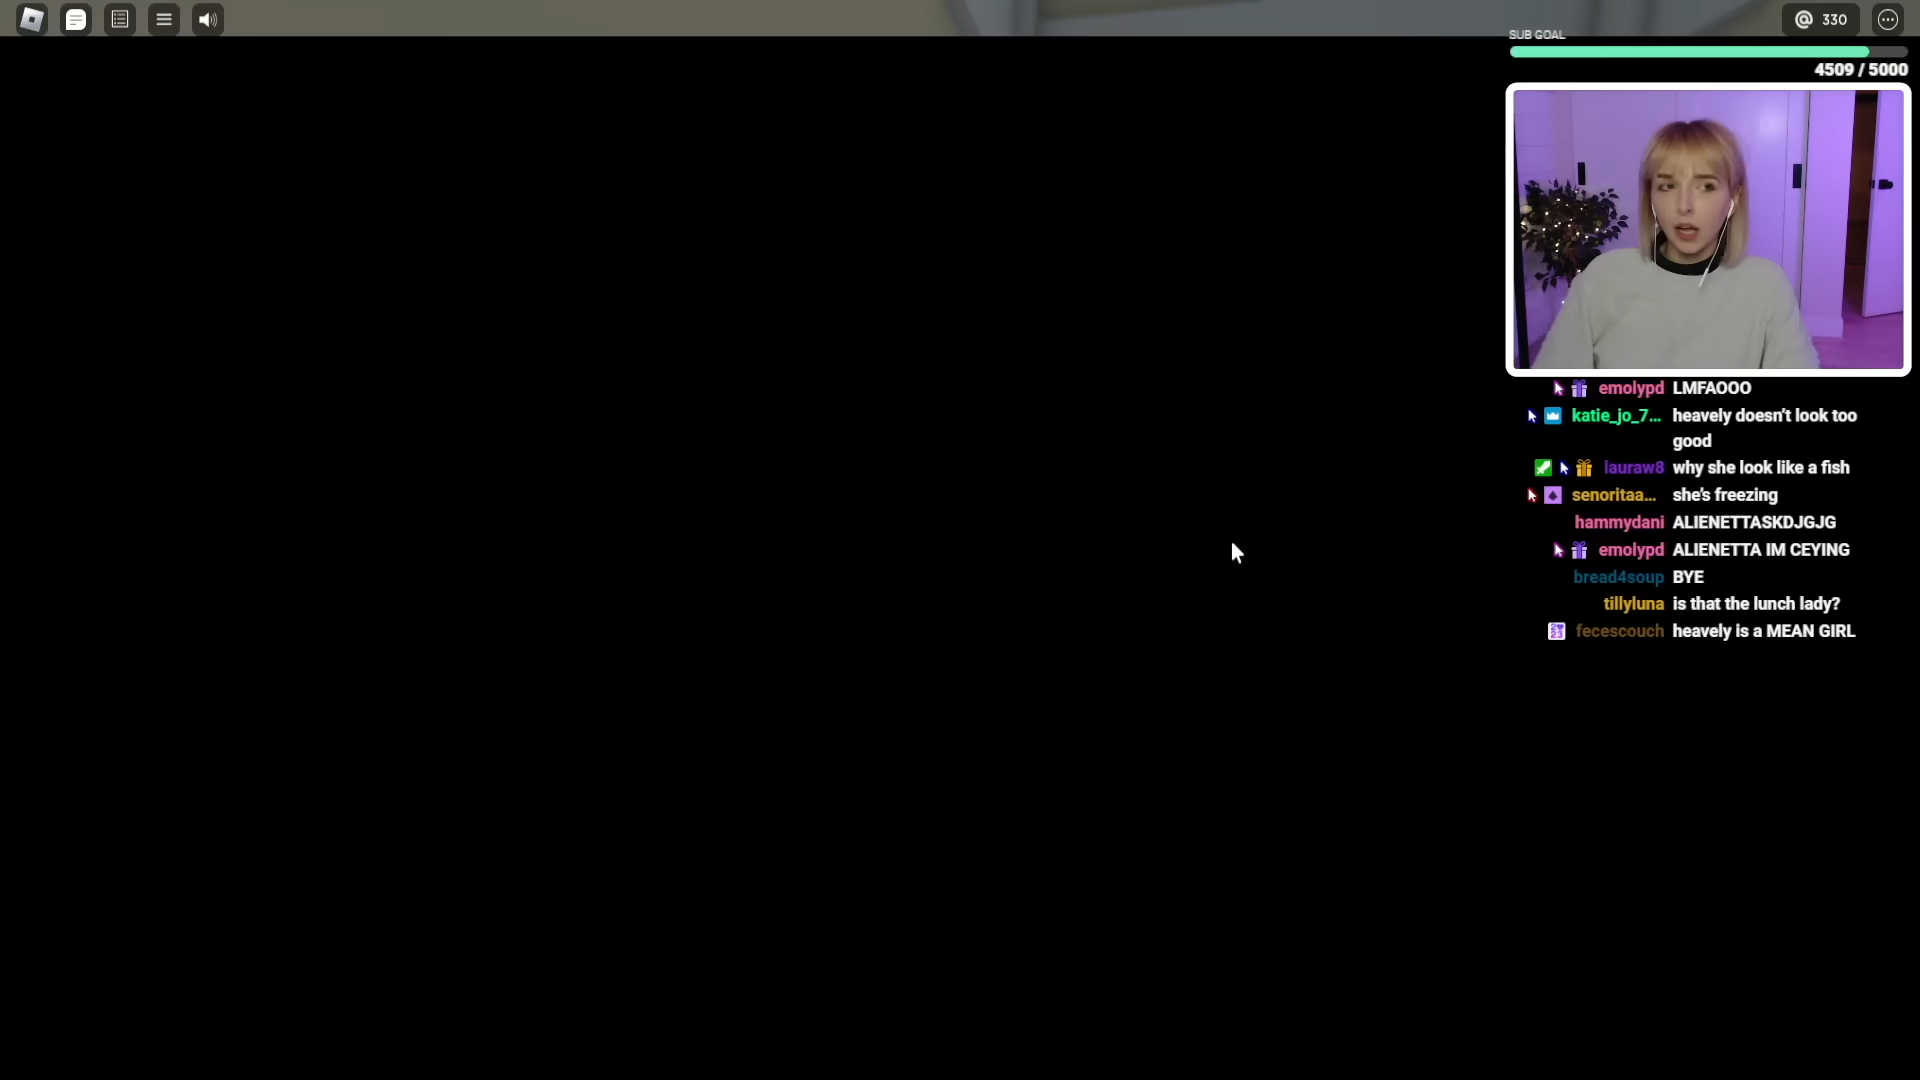 330
SUB GOAL
4509 / 5000
emolypd LMFAOOO
katie_jo_7... heavely doesn't look too
good
lauraw8 why she look like a fish
senoritaa... she's freezing
hammydani ALIENETTASKDJGJG
emolypd ALIENETTA IM CEYING
bread4soup BYE
tillyluna is that the lunch lady?
fecescouch heavely is a MEAN GIRL